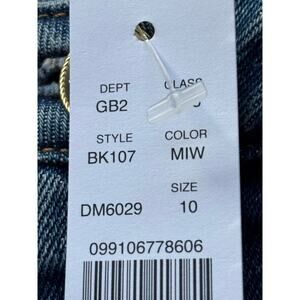 DEPT CLASS
GB2
STYLE COLOR
BK107 MIW
SIZE
DM6029 10
099106778606